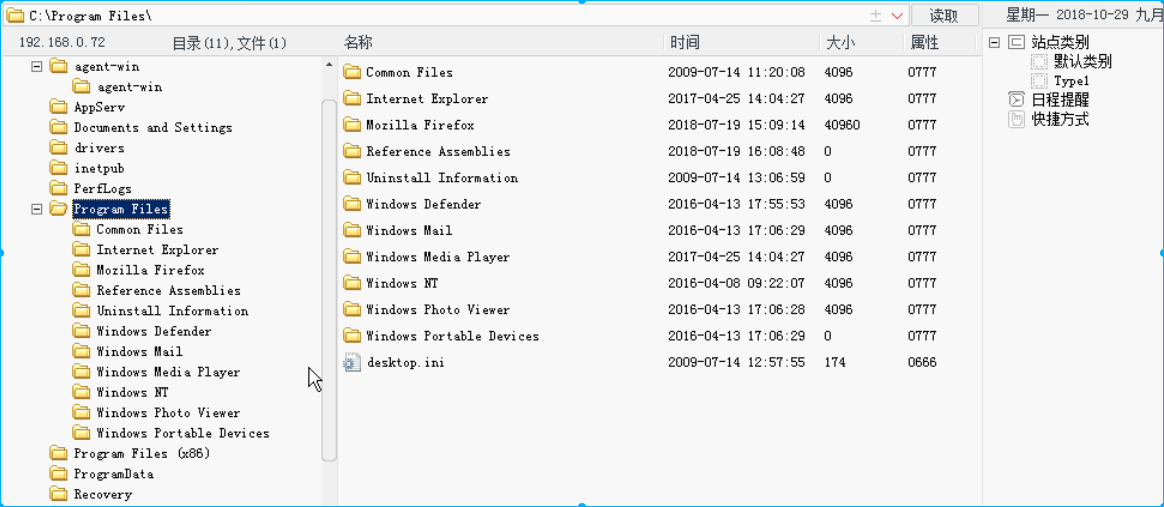 C:\Program Files\
读取
星期一 2018-10-29 九月
192.168.0.72 目录(11),文件(1)
名称 时间 大小 属性
agent-win
agent-win
AppServ
Documents and Settings
drivers
inetpub
PerfLogs
Program Files
Common Files
Internet Explorer
Mozilla Firefox
Reference Assemblies
Uninstall Information
Windows Defender
Windows Mail
Windows Media Player
Windows NT
Windows Photo Viewer
Windows Portable Devices
Program Files (x86)
ProgramData
Recovery
Common Files 2009-07-14 11:20:08 4096 0777
Internet Explorer 2017-04-25 14:04:27 4096 0777
Mozilla Firefox 2018-07-19 15:09:14 40960 0777
Reference Assemblies 2018-07-19 16:08:48 0 0777
Uninstall Information 2009-07-14 13:06:59 0 0777
Windows Defender 2016-04-13 17:55:53 4096 0777
Windows Mail 2016-04-13 17:06:29 4096 0777
Windows Media Player 2017-04-25 14:04:27 4096 0777
Windows NT 2016-04-08 09:22:07 4096 0777
Windows Photo Viewer 2016-04-13 17:06:28 4096 0777
Windows Portable Devices 2016-04-13 17:06:29 0 0777
desktop.ini 2009-07-14 12:57:55 174 0666
站点类别
默认类别
Type1
日程提醒
快捷方式